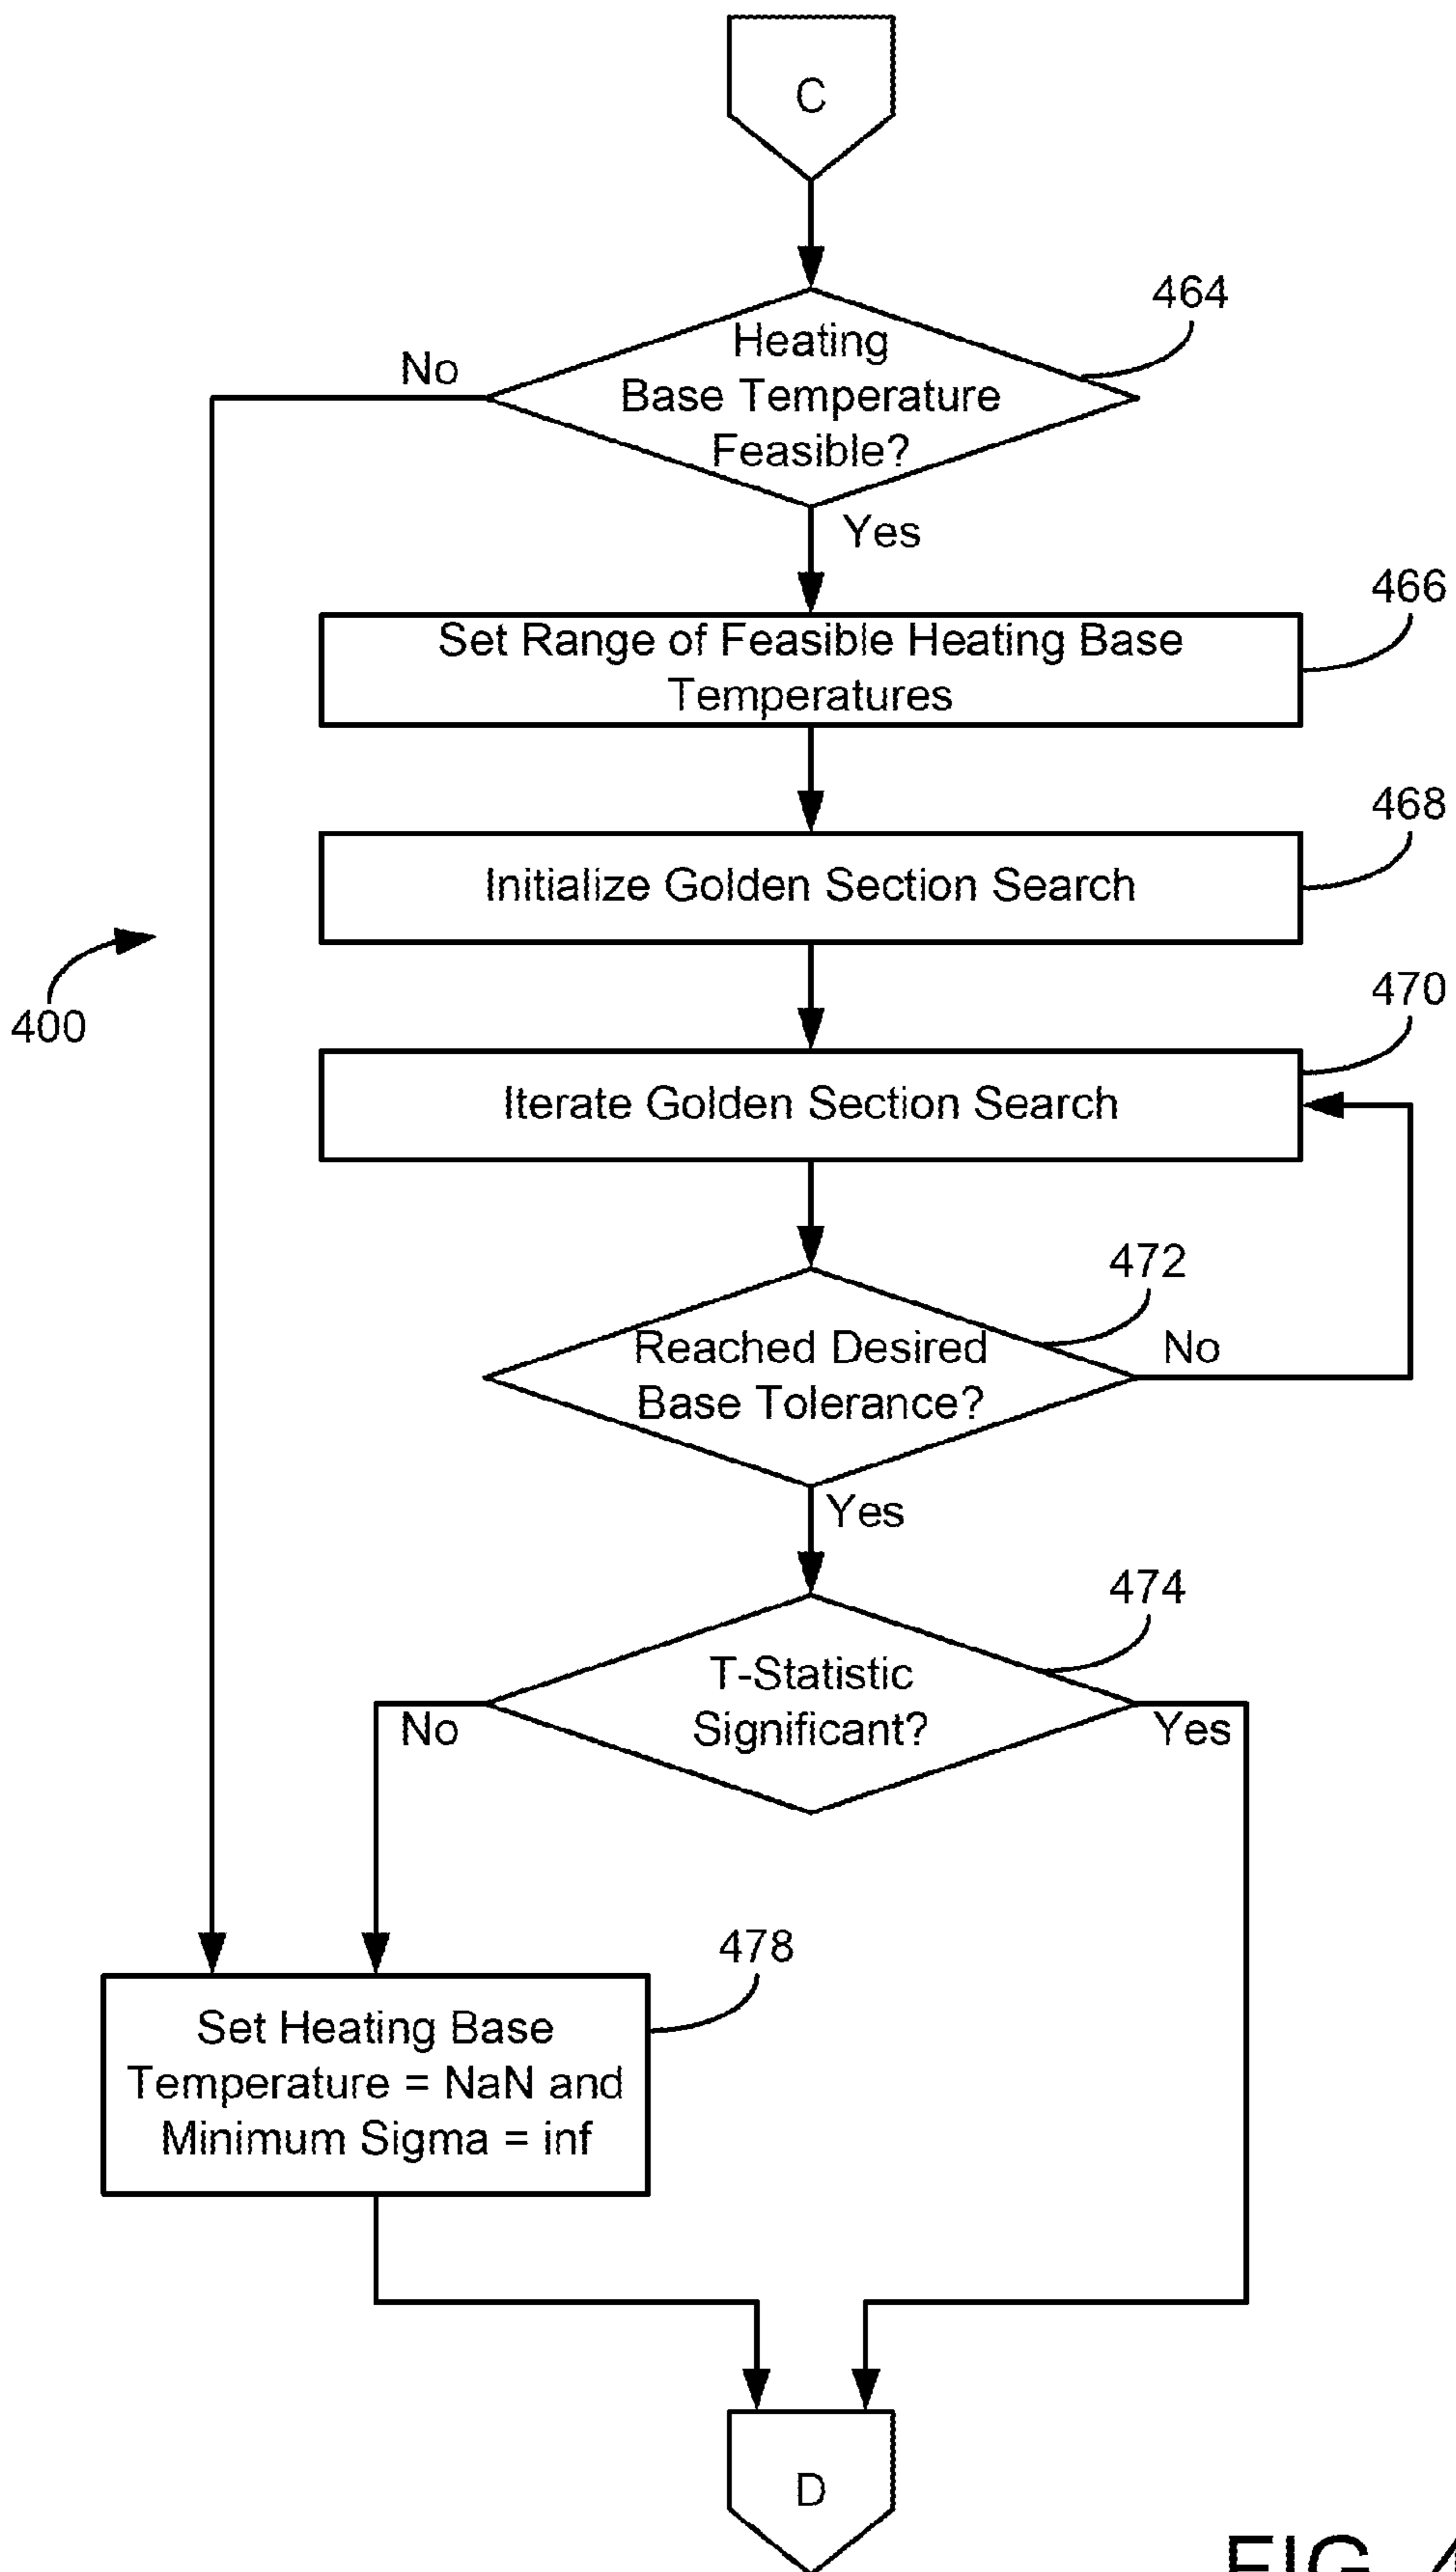 C
464
Heating
Base Temperature
Feasible?
No
Yes
466
Set Range of Feasible Heating Base
Temperatures
468
Initialize Golden Section Search
400
470
Iterate Golden Section Search
472
Reached Desired
Base Tolerance?
No
Yes
474
T-Statistic
Significant?
No
Yes
478
Set Heating Base
Temperature = NaN and
Minimum Sigma = inf
D
FIG.